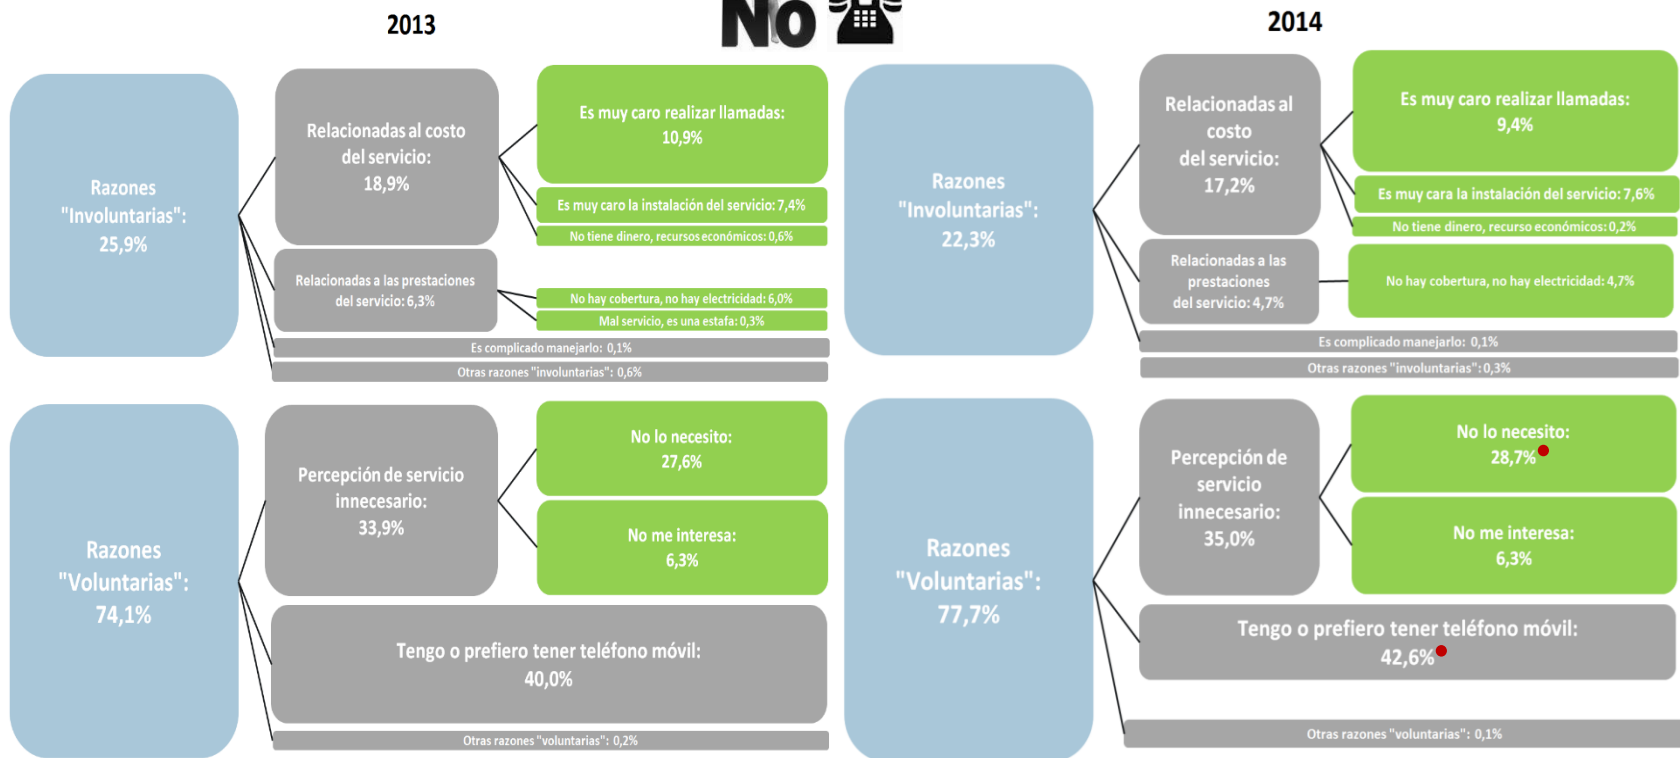 2013
No
2014
Razones
"Involuntarias":
25,9%
Relacionadas al costo
del servicio:
18,9%
Es muy caro realizar llamadas:
10,9%
Es muy caro la instalación del servicio: 7,4%
No tiene dinero, recursos económicos: 0,6%
Relacionadas a las prestaciones
del servicio: 6,3%
No hay cobertura, no hay electricidad: 6,0%
Mal servicio, es una estafa: 0,3%
Es complicado manejarlo: 0,1%
Otras razones "involuntarias": 0,6%
Razones
"Voluntarias":
74,1%
Percepción de servicio
innecesario:
33,9%
No lo necesito:
27,6%
No me interesa:
6,3%
Tengo o prefiero tener teléfono móvil:
40,0%
Otras razones "voluntarias": 0,2%
Razones
"Involuntarias":
22,3%
Relacionadas al
costo
del servicio:
17,2%
Es muy caro realizar llamadas:
9,4%
Es muy cara la instalación del servicio: 7,6%
No tiene dinero, recurso económicos: 0,2%
Relacionadas a las
prestaciones
del servicio: 4,7%
No hay cobertura, no hay electricidad: 4,7%
Es complicado manejarlo: 0,1%
Otras razones "involuntarias": 0,3%
Razones
"Voluntarias":
77,7%
Percepción de
servicio
innecesario:
35,0%
No lo necesito:
28,7%
No me interesa:
6,3%
Tengo o prefiero tener teléfono móvil:
42,6%
Otras razones "voluntarias": 0,1%